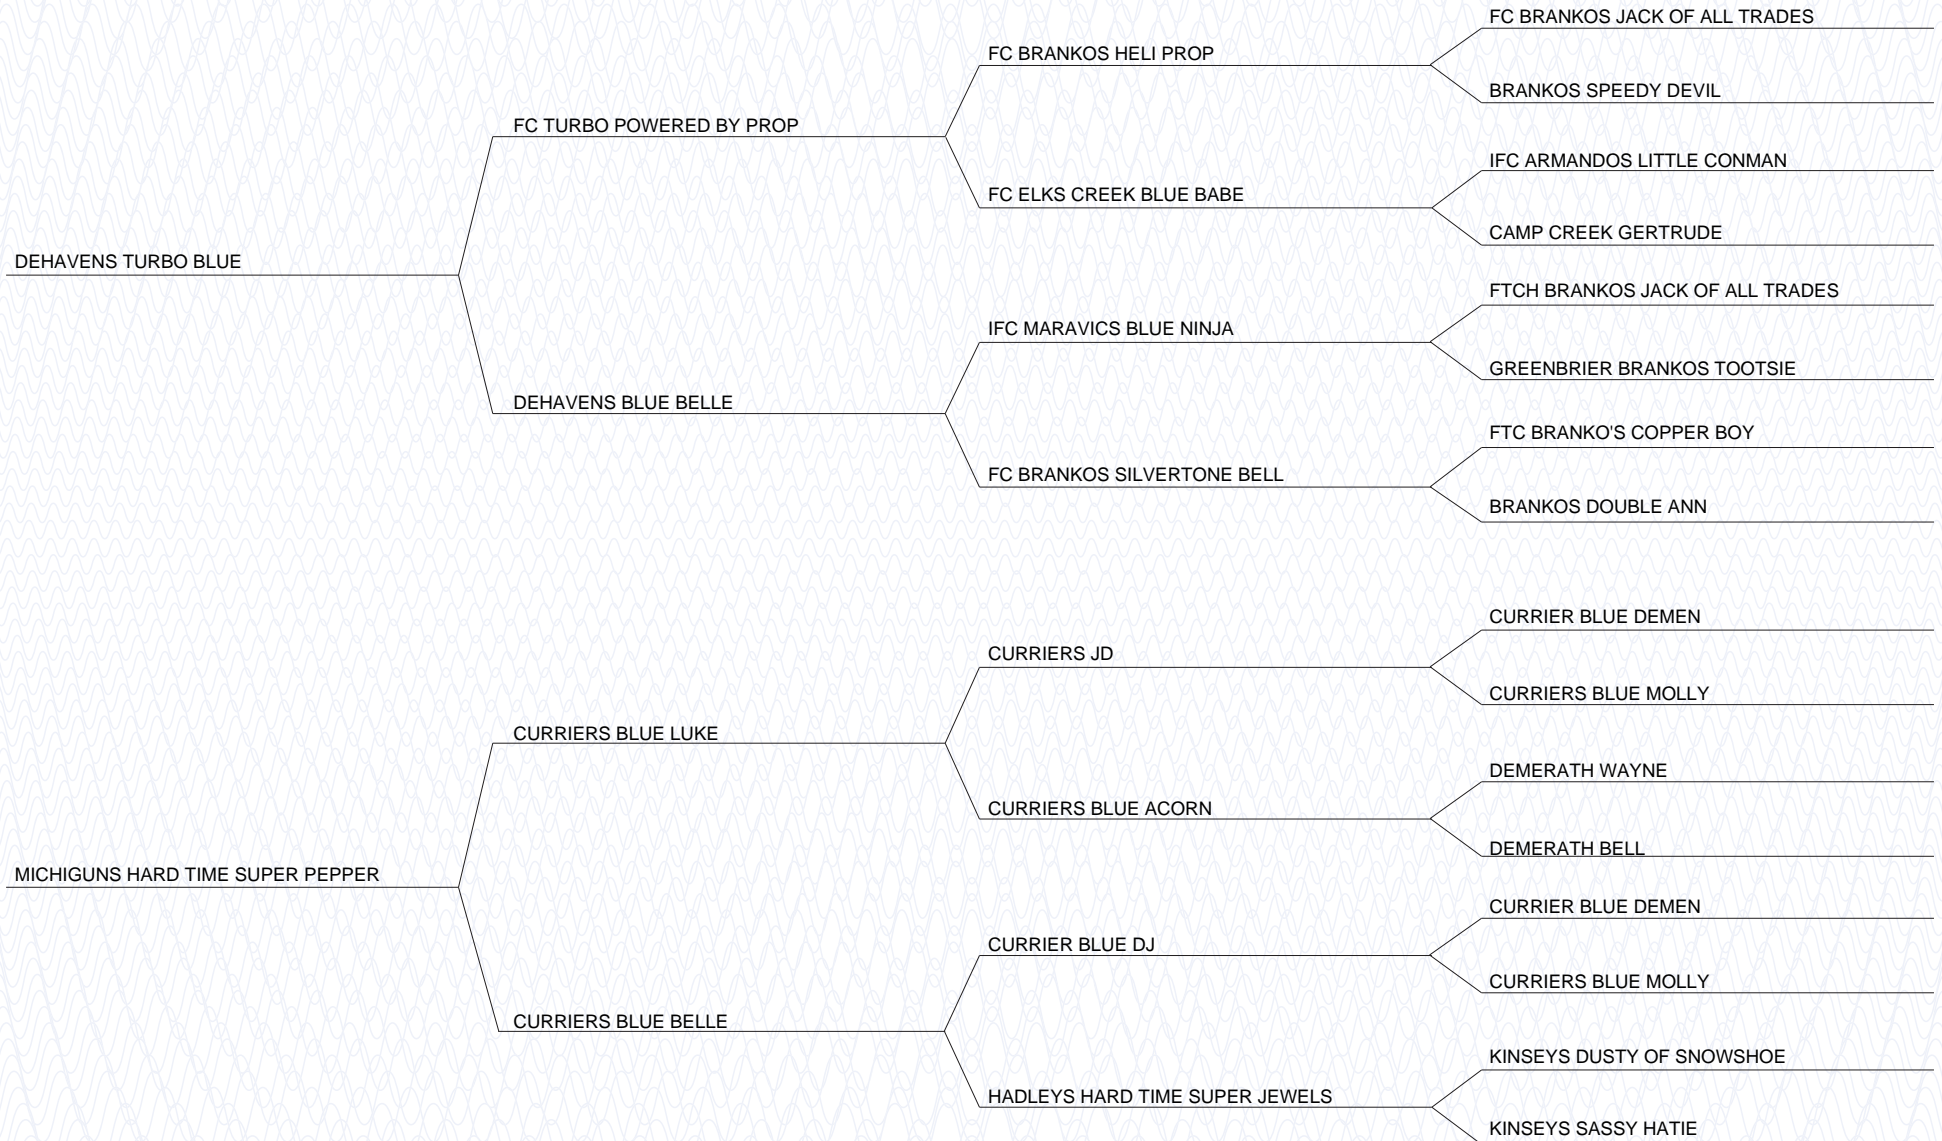 FC BRANKOS JACK OF ALL TRADES
FC BRANKOS HELI PROP
BRANKOS SPEEDY DEVIL
FC TURBO POWERED BY PROP
IFC ARMANDOS LITTLE CONMAN
FC ELKS CREEK BLUE BABE
CAMP CREEK GERTRUDE
DEHAVENS TURBO BLUE
FTCH BRANKOS JACK OF ALL TRADES
IFC MARAVICS BLUE NINJA
GREENBRIER BRANKOS TOOTSIE
DEHAVENS BLUE BELLE
FTC BRANKO'S COPPER BOY
FC BRANKOS SILVERTONE BELL
BRANKOS DOUBLE ANN
CURRIER BLUE DEMEN
CURRIERS JD
CURRIERS BLUE MOLLY
CURRIERS BLUE LUKE
DEMERATH WAYNE
CURRIERS BLUE ACORN
DEMERATH BELL
MICHIGUNS HARD TIME SUPER PEPPER
CURRIER BLUE DEMEN
CURRIER BLUE DJ
CURRIERS BLUE MOLLY
CURRIERS BLUE BELLE
KINSEYS DUSTY OF SNOWSHOE
HADLEYS HARD TIME SUPER JEWELS
KINSEYS SASSY HATIE